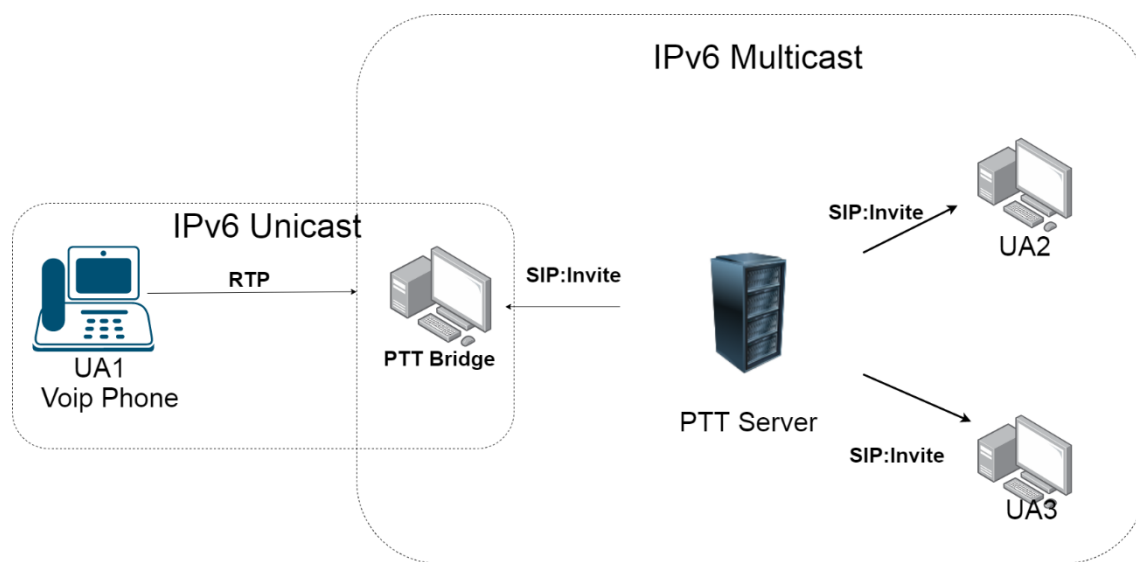 IPv6 Multicast
IPv6 Unicast
RTP
UA1
Voip Phone
PTT Bridge
SIP:Invite
PTT Server
SIP:Invite
UA2
SIP:Invite
UA3